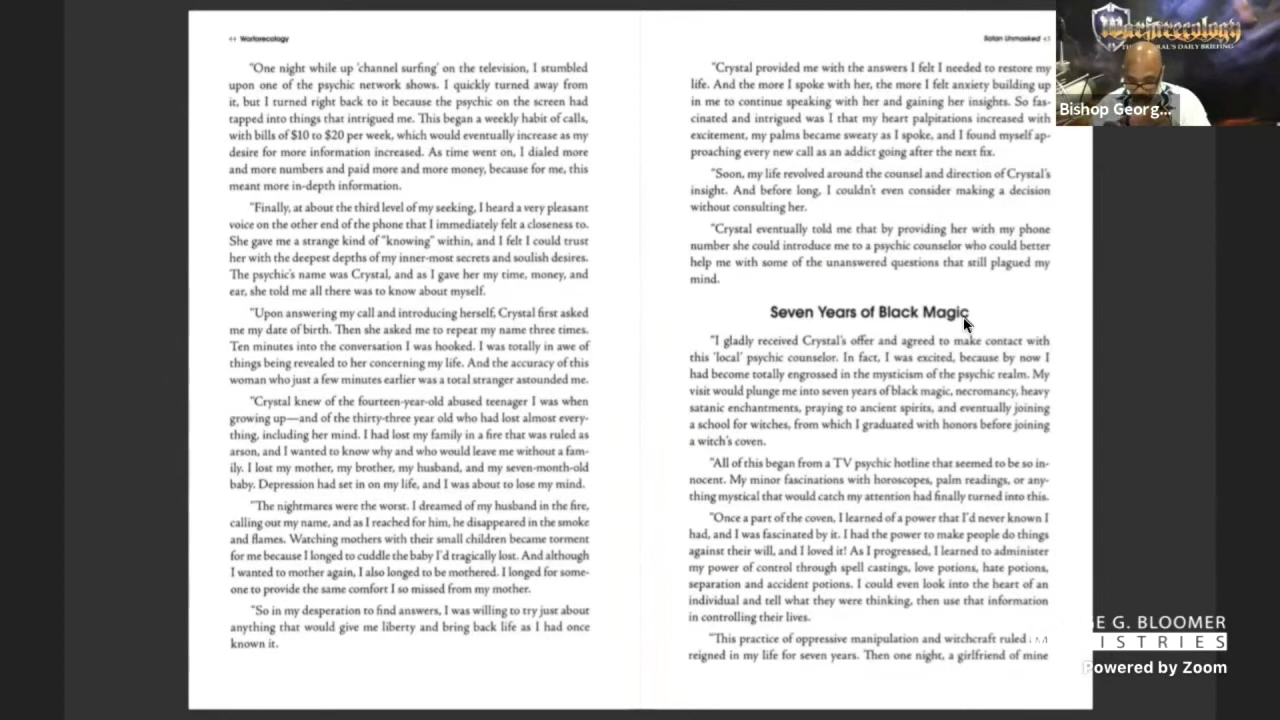 44 Warfarecology
"One night while up 'channel surfing' on the television, I stumbled
upon one of the psychic network shows. I quickly turned away from
it, but I turned right back to it because the psychic on the screen had
tapped into things that intrigued me. This began a weekly habit of calls,
with bills of $10 to $20 per week, which would eventually increase as my
desire for more information increased. As time went on, I dialed more
and more numbers and paid more and more money, because for me, this
meant more in-depth information.
"Finally, at about the third level of my seeking, I heard a very pleasant
voice on the other end of the phone that I immediately felt a closeness to.
She gave me a strange kind of "knowing" within, and I felt I could trust
her with the deepest depths of my inner-most secrets and soulish desires.
The psychic's name was Crystal, and as I gave her my time, money, and
ear, she told me all there was to know about myself.
"Upon answering my call and introducing herself, Crystal first asked
me my date of birth. Then she asked me to repeat my name three times.
Ten minutes into the conversation I was hooked. I was totally in awe of
things being revealed to her concerning my life. And the accuracy of this
woman who just a few minutes earlier was a total stranger astounded me.
"Crystal knew of the fourteen-year-old abused teenager I was when
growing up—and of the thirty-three year old who had lost almost every-
thing, including her mind. I had lost my family in a fire that was ruled as
arson, and I wanted to know why and who would leave me without a fam-
ily. I lost my mother, my brother, my husband, and my seven-month-old
baby. Depression had set in on my life, and I was about to lose my mind.
"The nightmares were the worst. I dreamed of my husband in the fire,
calling out my name, and as I reached for him, he disappeared in the smoke
and flames. Watching mothers with their small children became torment
for me because I longed to cuddle the baby I'd tragically lost. And although
I wanted to mother again, I also longed to be mothered. I longed for some-
one to provide the same comfort I so missed from my mother.
"So in my desperation to find answers, I was willing to try just about
anything that would give me liberty and bring back life as I had once
known it.
Satan Unmasked 45
"Crystal provided me with the answers I felt I needed to restore my
life. And the more I spoke with her, the more I felt anxiety building up
in me to continue speaking with her and gaining her insights. So fas-
cinated and intrigued was I that my heart palpitations increased with
excitement, my palms became sweaty as I spoke, and I found myself ap-
proaching every new call as an addict going after the next fix.
"Soon, my life revolved around the counsel and direction of Crystal's
insight. And before long, I couldn't even consider making a decision
without consulting her.
"Crystal eventually told me that by providing her with my phone
number she could introduce me to a psychic counselor who could better
help me with some of the unanswered questions that still plagued my
mind.
Seven Years of Black Magic
"I gladly received Crystal's offer and agreed to make contact with
this 'local' psychic counselor. In fact, I was excited, because by now I
had become totally engrossed in the mysticism of the psychic realm. My
visit would plunge me into seven years of black magic, necromancy, heavy
satanic enchantments, praying to ancient spirits, and eventually joining
a school for witches, from which I graduated with honors before joining
a witch's coven.
"All of this began from a TV psychic hotline that seemed to be so in-
nocent. My minor fascinations with horoscopes, palm readings, or any-
thing mystical that would catch my attention had finally turned into this.
"Once a part of the coven, I learned of a power that I'd never known I
had, and I was fascinated by it. I had the power to make people do things
against their will, and I loved it! As I progressed, I learned to administer
my power of control through spell castings, love potions, hate potions,
separation and accident potions. I could even look into the heart of an
individual and tell what they were thinking, then use that information
in controlling their lives.
"This practice of oppressive manipulation and witchcraft ruled
reigned in my life for seven years. Then one night, a girlfriend of mine
Warfarecology
THE GENERAL'S DAILY BRIEFING
Bishop Georg...
GE G. BLOOMER
ISTRIES
Powered by Zoom